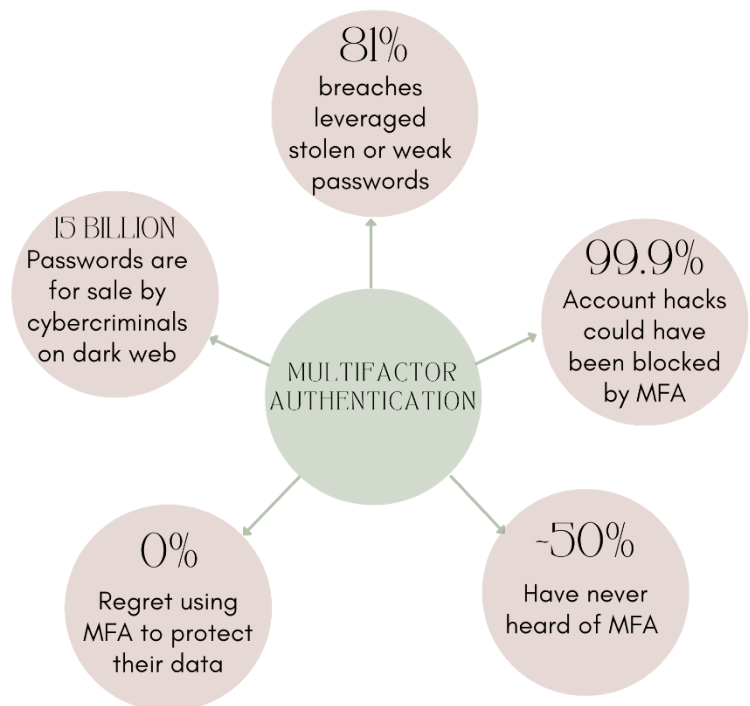 81%
breaches
leveraged
stolen or weak
passwords
15 BILLION
Passwords are
for sale by
cybercriminals
on dark web
99.9%
Account hacks
could have
been blocked
by MFA
MULTIFACTOR
AUTHENTICATION
0%
Regret using
MFA to protect
their data
~50%
Have never
heard of MFA